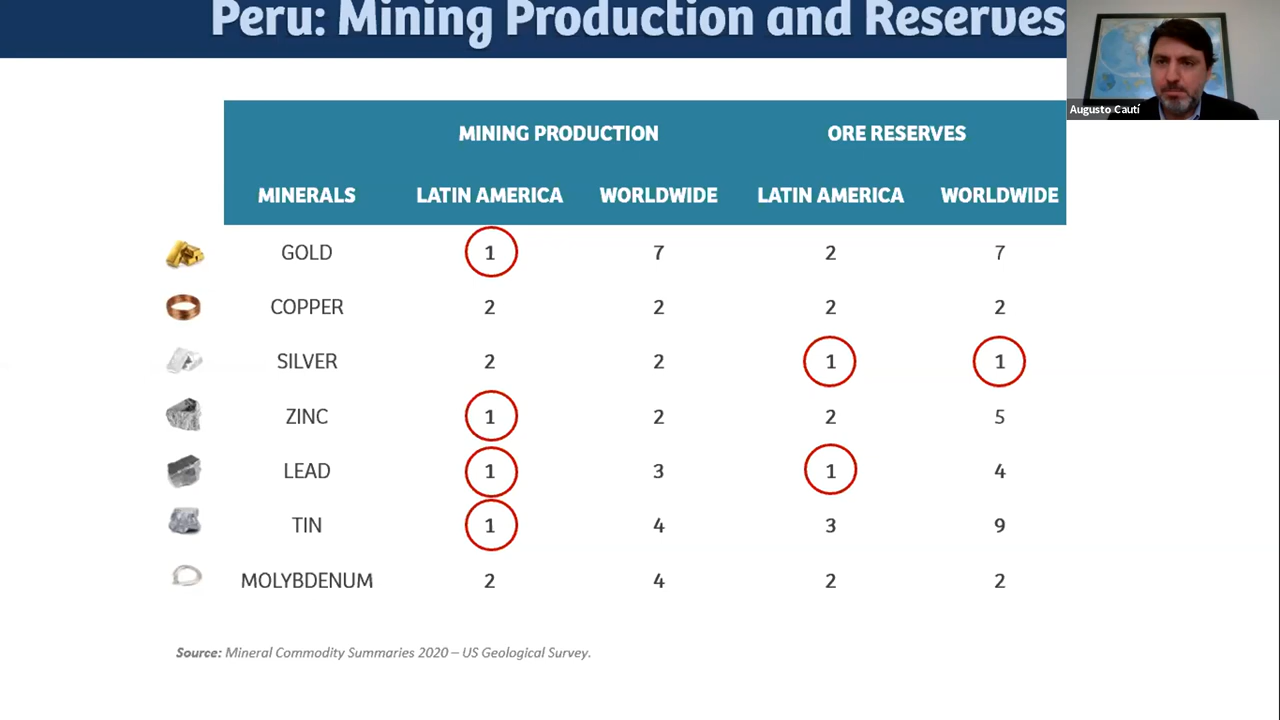 Peru: Mining Production and Reserves
Augusto Cautí
MINING PRODUCTION ORE RESERVES
MINERALS LATIN AMERICA WORLDWIDE LATIN AMERICA WORLDWIDE
GOLD 1 7 2 7
COPPER 2 2 2 2
SILVER 2 2 1 1
ZINC 1 2 2 5
LEAD 1 3 1 4
TIN 1 4 3 9
MOLYBDENUM 2 4 2 2
Source: Mineral Commodity Summaries 2020 – US Geological Survey.